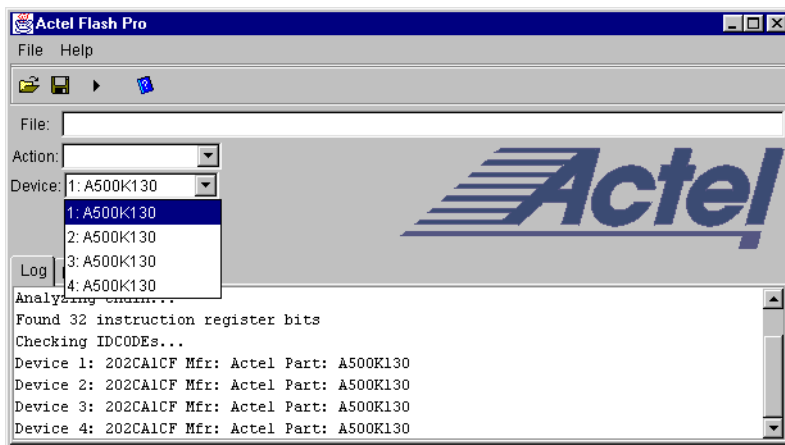 Actel Flash Pro
File Help
File:
Action:
Device: 1: A500K130
1: A500K130
2: A500K130
3: A500K130
4: A500K130
Actel
Log
Analyzing chain...
Found 32 instruction register bits
Checking IDCODEs...
Device 1: 202CA1CF Mfr: Actel Part: A500K130
Device 2: 202CA1CF Mfr: Actel Part: A500K130
Device 3: 202CA1CF Mfr: Actel Part: A500K130
Device 4: 202CA1CF Mfr: Actel Part: A500K130